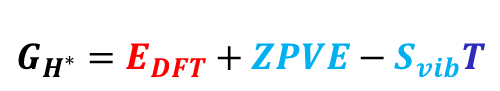 G_{H*} = E_{DFT} + ZPVE − S_{vib}T